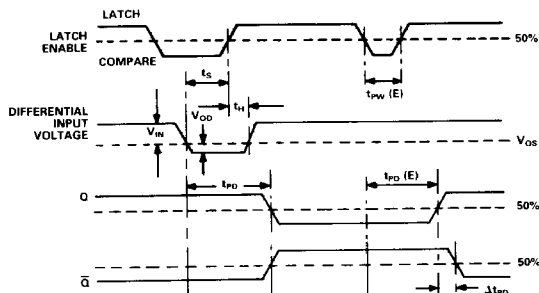 LATCH
LATCH
ENABLE
50%
COMPARE
tS
tPW (E)
tH
DIFFERENTIAL
INPUT
VOLTAGE
VIN
VOD
VOS
tPD
tPD (E)
Q
50%
Q̅
50%
ΔtPD